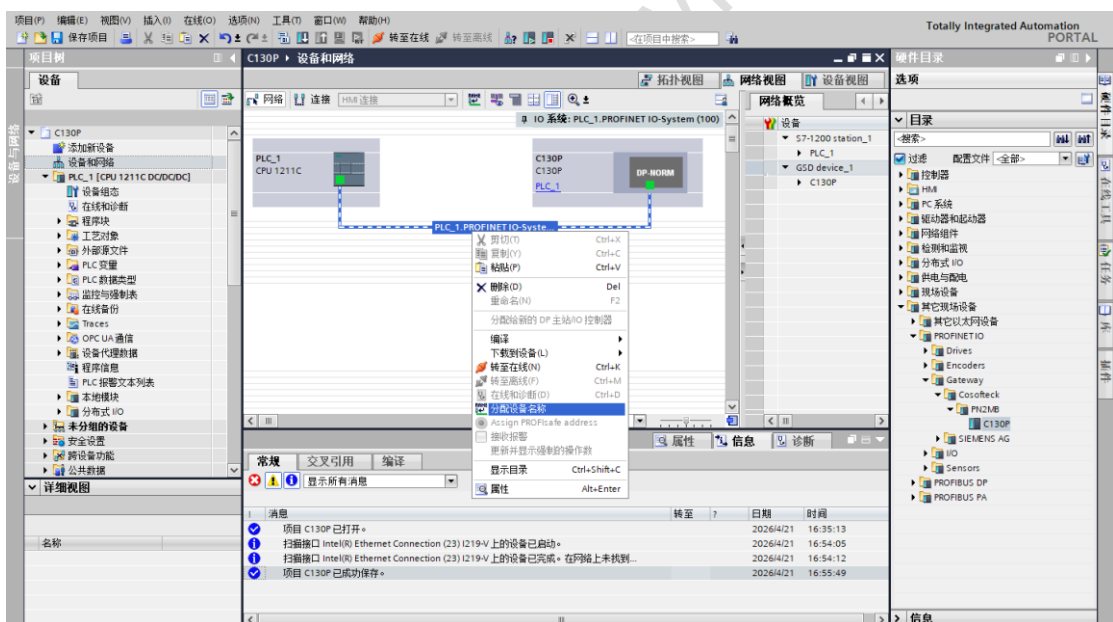 项目(P) 编辑(E) 视图(V) 插入(I) 在线(O) 选项(N) 工具(T) 窗口(W) 帮助(H)
Totally Integrated Automation
PORTAL
保存项目 转至在线 转至离线 <在项目中搜索>
项目树
C130P ▸ 设备和网络
硬件目录
设备
拓扑视图 网络视图 设备视图
选项
网络 连接 HMI 连接
网络概览
IO 系统: PLC_1.PROFINET IO-System (100)
设备
目录
C130P
添加新设备
设备和网络
PLC_1 [CPU 1211C DC/DC/DC]
设备组态
在线和诊断
程序块
工艺对象
外部源文件
PLC 变量
PLC 数据类型
监控与强制表
在线备份
Traces
OPC UA 通信
设备代理数据
程序信息
PLC 报警文本列表
本地模块
分布式 I/O
未分组的设备
安全设置
跨设备功能
公共数据
详细视图
名称
设备与网络
PLC_1
CPU 1211C
C130P
C130P
DP-NORM
PLC_1
PLC_1.PROFINET IO-Syste...
S7-1200 station_1
PLC_1
GSD device_1
C130P
剪切(T) Ctrl+X
复制(Y) Ctrl+C
粘贴(P) Ctrl+V
删除(D) Del
重命名(N) F2
分配给新的 DP 主站/IO 控制器
编译
下载到设备(L)
转至在线(N) Ctrl+K
转至离线(F) Ctrl+M
在线和诊断(D) Ctrl+D
分配设备名称
Assign PROFIsafe address
接收报警
更新并显示强制的操作数
显示目录 Ctrl+Shift+C
属性 Alt+Enter
属性 信息 诊断
常规 交叉引用 编译
显示所有消息
! 消息 转至 ? 日期 时间
项目 C130P 已打开。 2026/4/21 16:35:13
扫描接口 Intel(R) Ethernet Connection (23) I219-V 上的设备已启动。 2026/4/21 16:54:05
扫描接口 Intel(R) Ethernet Connection (23) I219-V 上的设备已完成。在网络上未找到... 2026/4/21 16:54:12
项目 C130P 已成功保存。 2026/4/21 16:55:49
<搜索>
过滤 配置文件 <全部>
控制器
HMI
PC 系统
驱动器和起动器
网络组件
检测和监视
分布式 I/O
供电与配电
现场设备
其它现场设备
其它以太网设备
PROFINET IO
Drives
Encoders
Gateway
Cosofteck
PN2MB
C130P
SIEMENS AG
I/O
Sensors
PROFIBUS DP
PROFIBUS PA
信息
硬件目录
在线工具
任务
库
插件